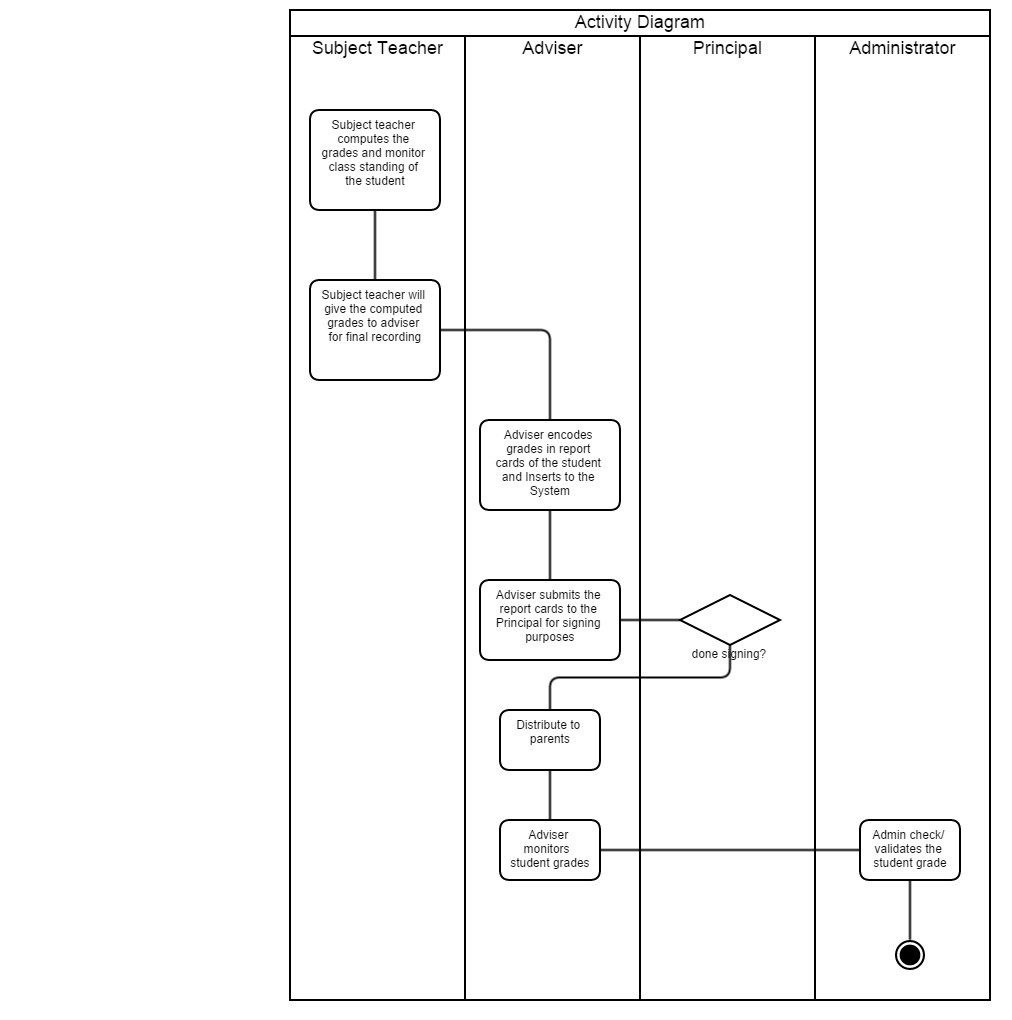 Activity Diagram
Subject Teacher
Adviser
Principal
Administrator
Subject teacher
computes the
grades and monitor
class standing of
the student
Subject teacher will
give the computed
grades to adviser
for final recording
Adviser encodes
grades in report
cards of the student
and Inserts to the
System
Adviser submits the
report cards to the
Principal for signing
purposes
done signing?
Distribute to
parents
Adviser
monitors
student grades
Admin check/
validates the
student grade